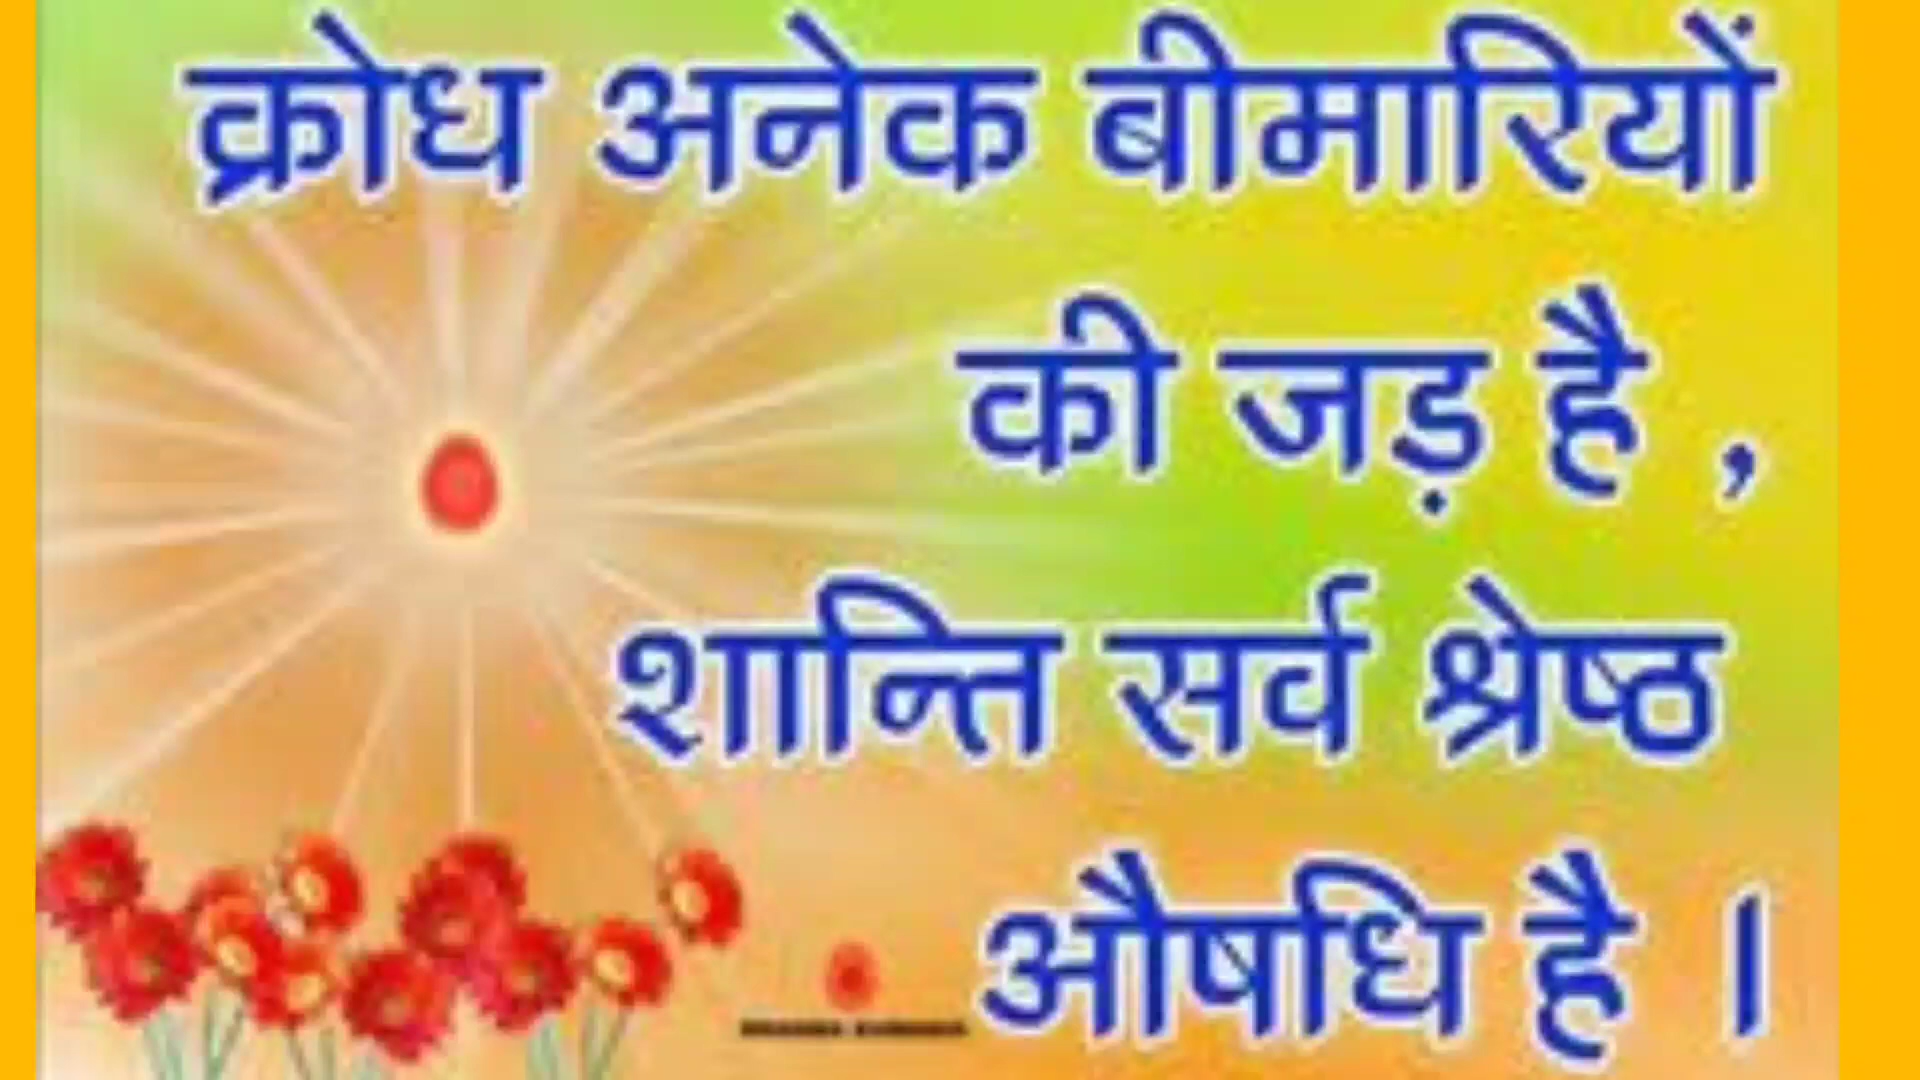 क्रोध अनेक बीमारियों
की जड़ है ,
शान्ति सर्व श्रेष्ठ
औषधि है ।